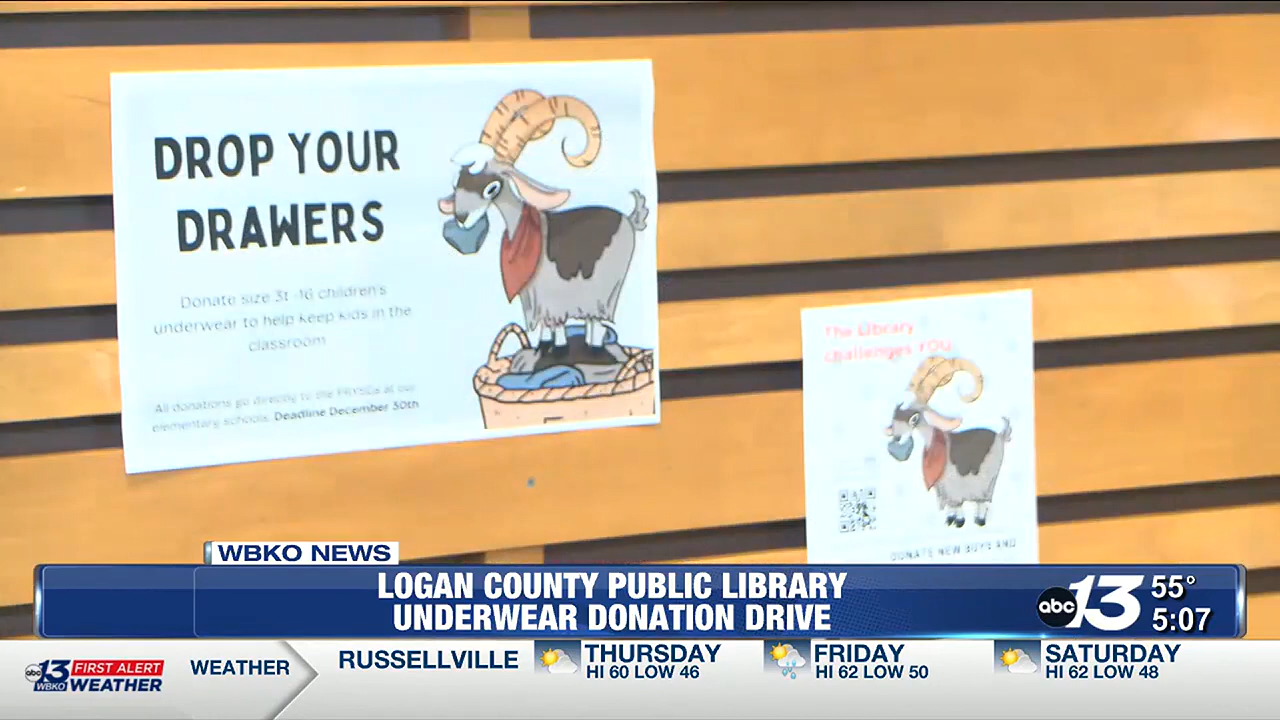 DROP YOUR
DRAWERS
Donate size 3t -16 children's
underwear to help keep kids in the
classroom
All donations go directly to the FRYSCs at our
elementary schools. Deadline December 30th
The Library
challenges YOU
DONATE NEW BOYS AND
WBKO NEWS
LOGAN COUNTY PUBLIC LIBRARY
UNDERWEAR DONATION DRIVE
abc 13
55°
5:07
abc 13 WBKO FIRST ALERT WEATHER
WEATHER
RUSSELLVILLE
THURSDAY
HI 60 LOW 46
FRIDAY
HI 62 LOW 50
SATURDAY
HI 62 LOW 48